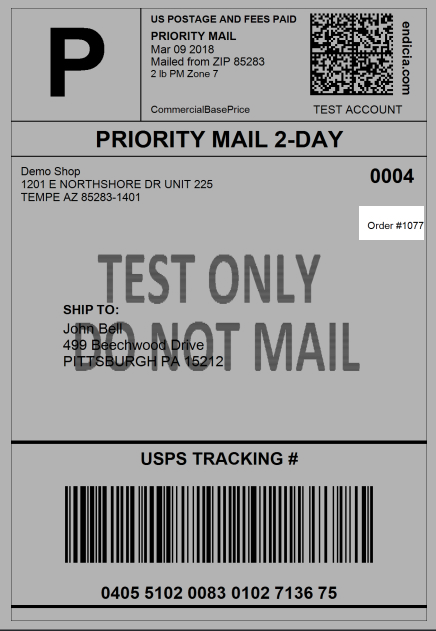 P
US POSTAGE AND FEES PAID
PRIORITY MAIL
Mar 09 2018
Mailed from ZIP 85283
2 lb PM Zone 7
CommercialBasePrice
endicia.com
TEST ACCOUNT
PRIORITY MAIL 2-DAY
Demo Shop
1201 E NORTHSHORE DR UNIT 225
TEMPE AZ 85283-1401
0004
Order #1077
TEST ONLY
DO NOT MAIL
SHIP TO:
John Bell
499 Beechwood Drive
PITTSBURGH PA 15212
USPS TRACKING #
0405 5102 0083 0102 7136 75